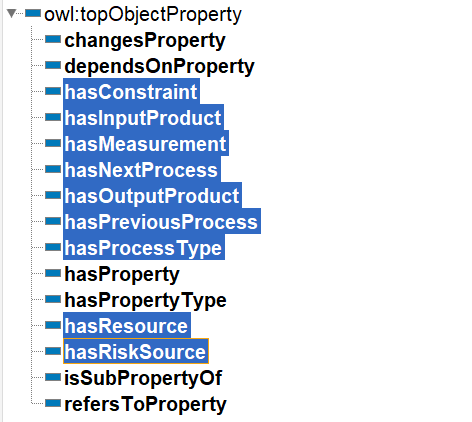 owl:topObjectProperty
changesProperty
dependsOnProperty
hasConstraint
hasInputProduct
hasMeasurement
hasNextProcess
hasOutputProduct
hasPreviousProcess
hasProcessType
hasProperty
hasPropertyType
hasResource
hasRiskSource
isSubPropertyOf
refersToProperty